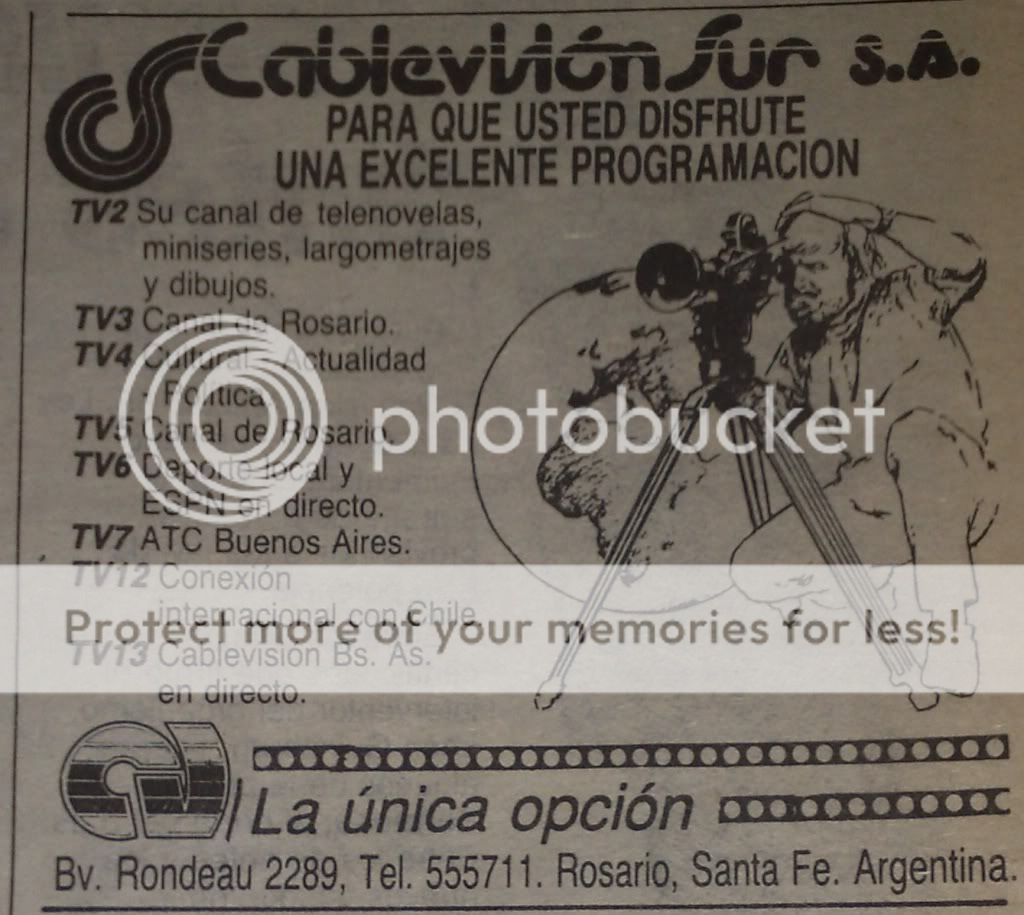 Cablevisión Sur S.A.
PARA QUE USTED DISFRUTE
UNA EXCELENTE PROGRAMACION
TV2 Su canal de telenovelas,
miniseries, largometrajes
y dibujos.
TV3 Canal de Rosario.
TV4 Cultural - Actualidad
- Política
TV5 Canal de Rosario.
TV6 Deporte local y
ESPN en directo.
TV7 ATC Buenos Aires.
TV12 Conexión
internacional con Chile.
TV13 Cablevisión Bs. As.
en directo.
photobucket
Protect more of your memories for less!
CV
La única opción
Bv. Rondeau 2289, Tel. 555711. Rosario, Santa Fe. Argentina.